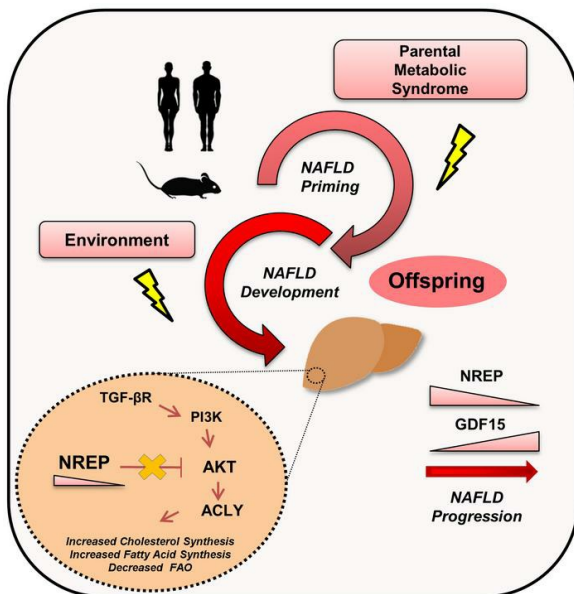 Parental
Metabolic
Syndrome
NAFLD
Priming
Environment
NAFLD
Development
Offspring
TGF-βR
PI3K
NREP
AKT
ACLY
Increased Cholesterol Synthesis
Increased Fatty Acid Synthesis
Decreased FAO
NREP
GDF15
NAFLD
Progression